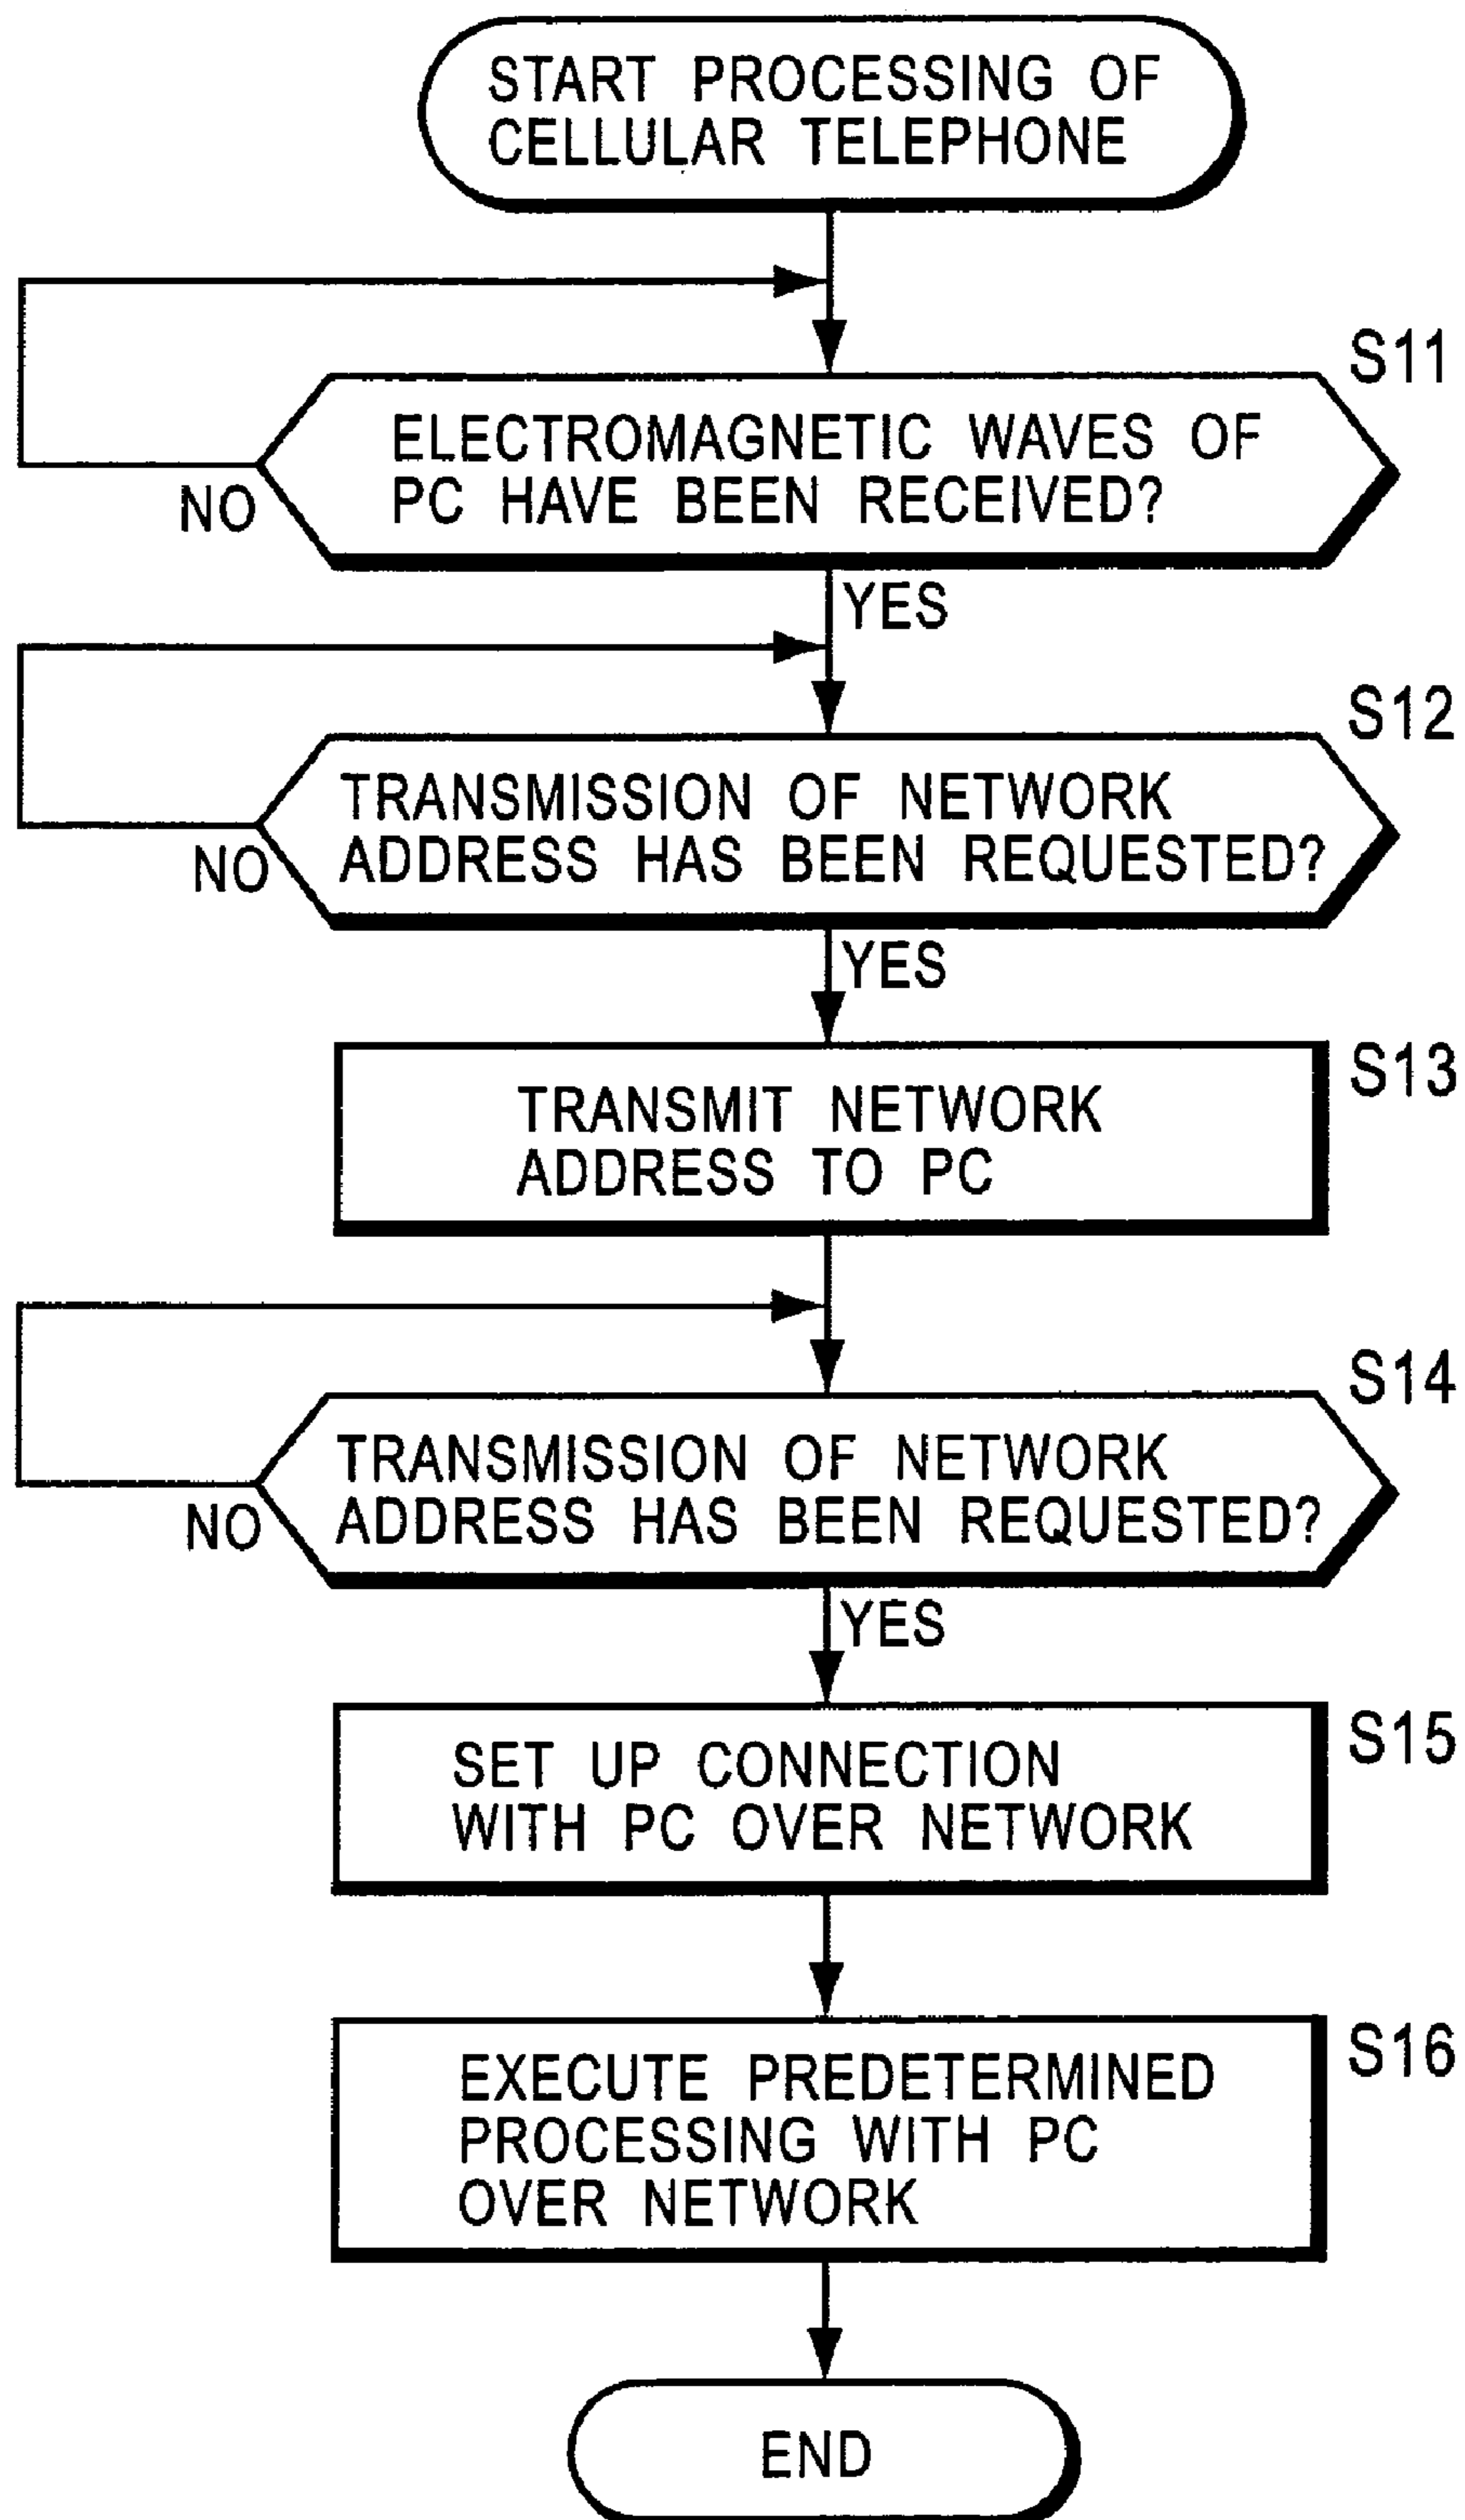 START PROCESSING OF
CELLULAR TELEPHONE
S11
ELECTROMAGNETIC WAVES OF
PC HAVE BEEN RECEIVED?
NO
YES
S12
TRANSMISSION OF NETWORK
ADDRESS HAS BEEN REQUESTED?
NO
YES
S13
TRANSMIT NETWORK
ADDRESS TO PC
S14
TRANSMISSION OF NETWORK
ADDRESS HAS BEEN REQUESTED?
NO
YES
S15
SET UP CONNECTION
WITH PC OVER NETWORK
S16
EXECUTE PREDETERMINED
PROCESSING WITH PC
OVER NETWORK
END